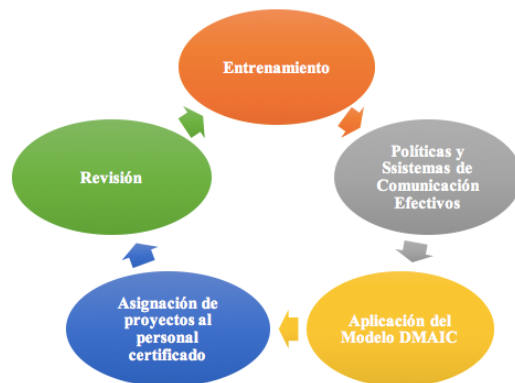 Entrenamiento
Políticas y
Ssistemas de
Comunicación
Efectivos
Aplicación del
Modelo DMAIC
Asignación de
proyectos al
personal
certificado
Revisión